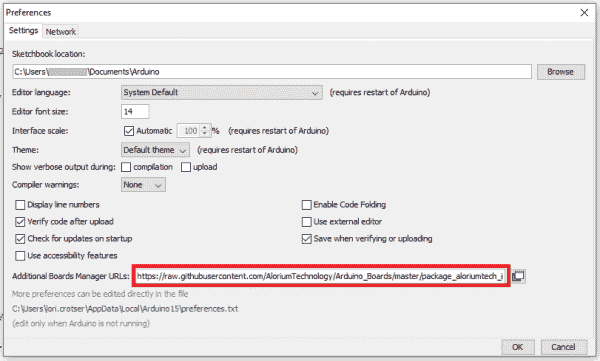 Preferences
Settings Network
Sketchbook location:
C:\Users\ \Documents\Arduino Browse
Editor language: System Default (requires restart of Arduino)
Editor font size: 14
Interface scale: Automatic 100 % (requires restart of Arduino)
Theme: Default theme (requires restart of Arduino)
Show verbose output during: compilation upload
Compiler warnings: None
Display line numbers Enable Code Folding
Verify code after upload Use external editor
Check for updates on startup Save when verifying or uploading
Use accessibility features
Additional Boards Manager URLs: https://raw.githubusercontent.com/AloriumTechnology/Arduino_Boards/master/package_aloriumtech_i
More preferences can be edited directly in the file
C:\Users\lori.crotser\AppData\Local\Arduino15\preferences.txt
(edit only when Arduino is not running)
OK Cancel